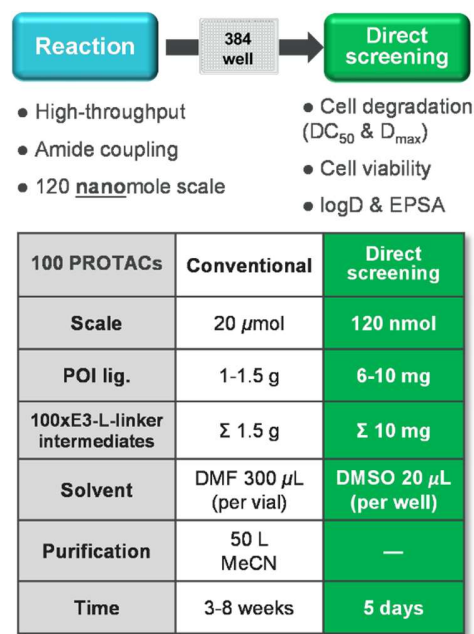 Reaction
384
well
Direct
screening
● High-throughput
● Amide coupling
● 120 nanomole scale
● Cell degradation
(DC50 & Dmax)
● Cell viability
● logD & EPSA
100 PROTACs
Conventional
Direct
screening
Scale
20 µmol
120 nmol
POI lig.
1-1.5 g
6-10 mg
100xE3-L-linker
intermediates
Σ 1.5 g
Σ 10 mg
Solvent
DMF 300 µL
(per vial)
DMSO 20 µL
(per well)
Purification
50 L
MeCN
—
Time
3-8 weeks
5 days